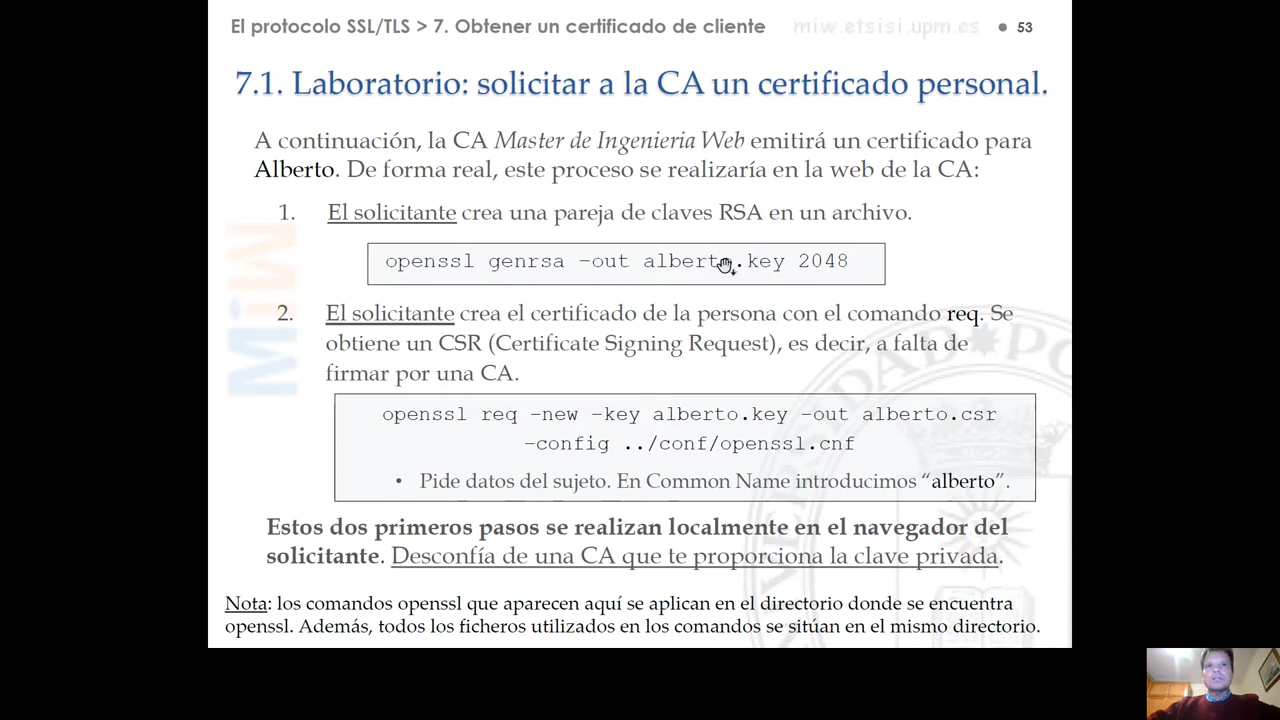 El protocolo SSL/TLS > 7. Obtener un certificado de cliente
miw.etsisi.upm.es
● 53
7.1. Laboratorio: solicitar a la CA un certificado personal.
A continuación, la CA Master de Ingenieria Web emitirá un certificado para
Alberto. De forma real, este proceso se realizaría en la web de la CA:
1. El solicitante crea una pareja de claves RSA en un archivo.
openssl genrsa –out alberto.key 2048
2. El solicitante crea el certificado de la persona con el comando req. Se
obtiene un CSR (Certificate Signing Request), es decir, a falta de
firmar por una CA.
openssl req –new –key alberto.key –out alberto.csr
–config ../conf/openssl.cnf
• Pide datos del sujeto. En Common Name introducimos “alberto”.
Estos dos primeros pasos se realizan localmente en el navegador del
solicitante. Desconfía de una CA que te proporciona la clave privada.
Nota: los comandos openssl que aparecen aquí se aplican en el directorio donde se encuentra
openssl. Además, todos los ficheros utilizados en los comandos se sitúan en el mismo directorio.
MiW